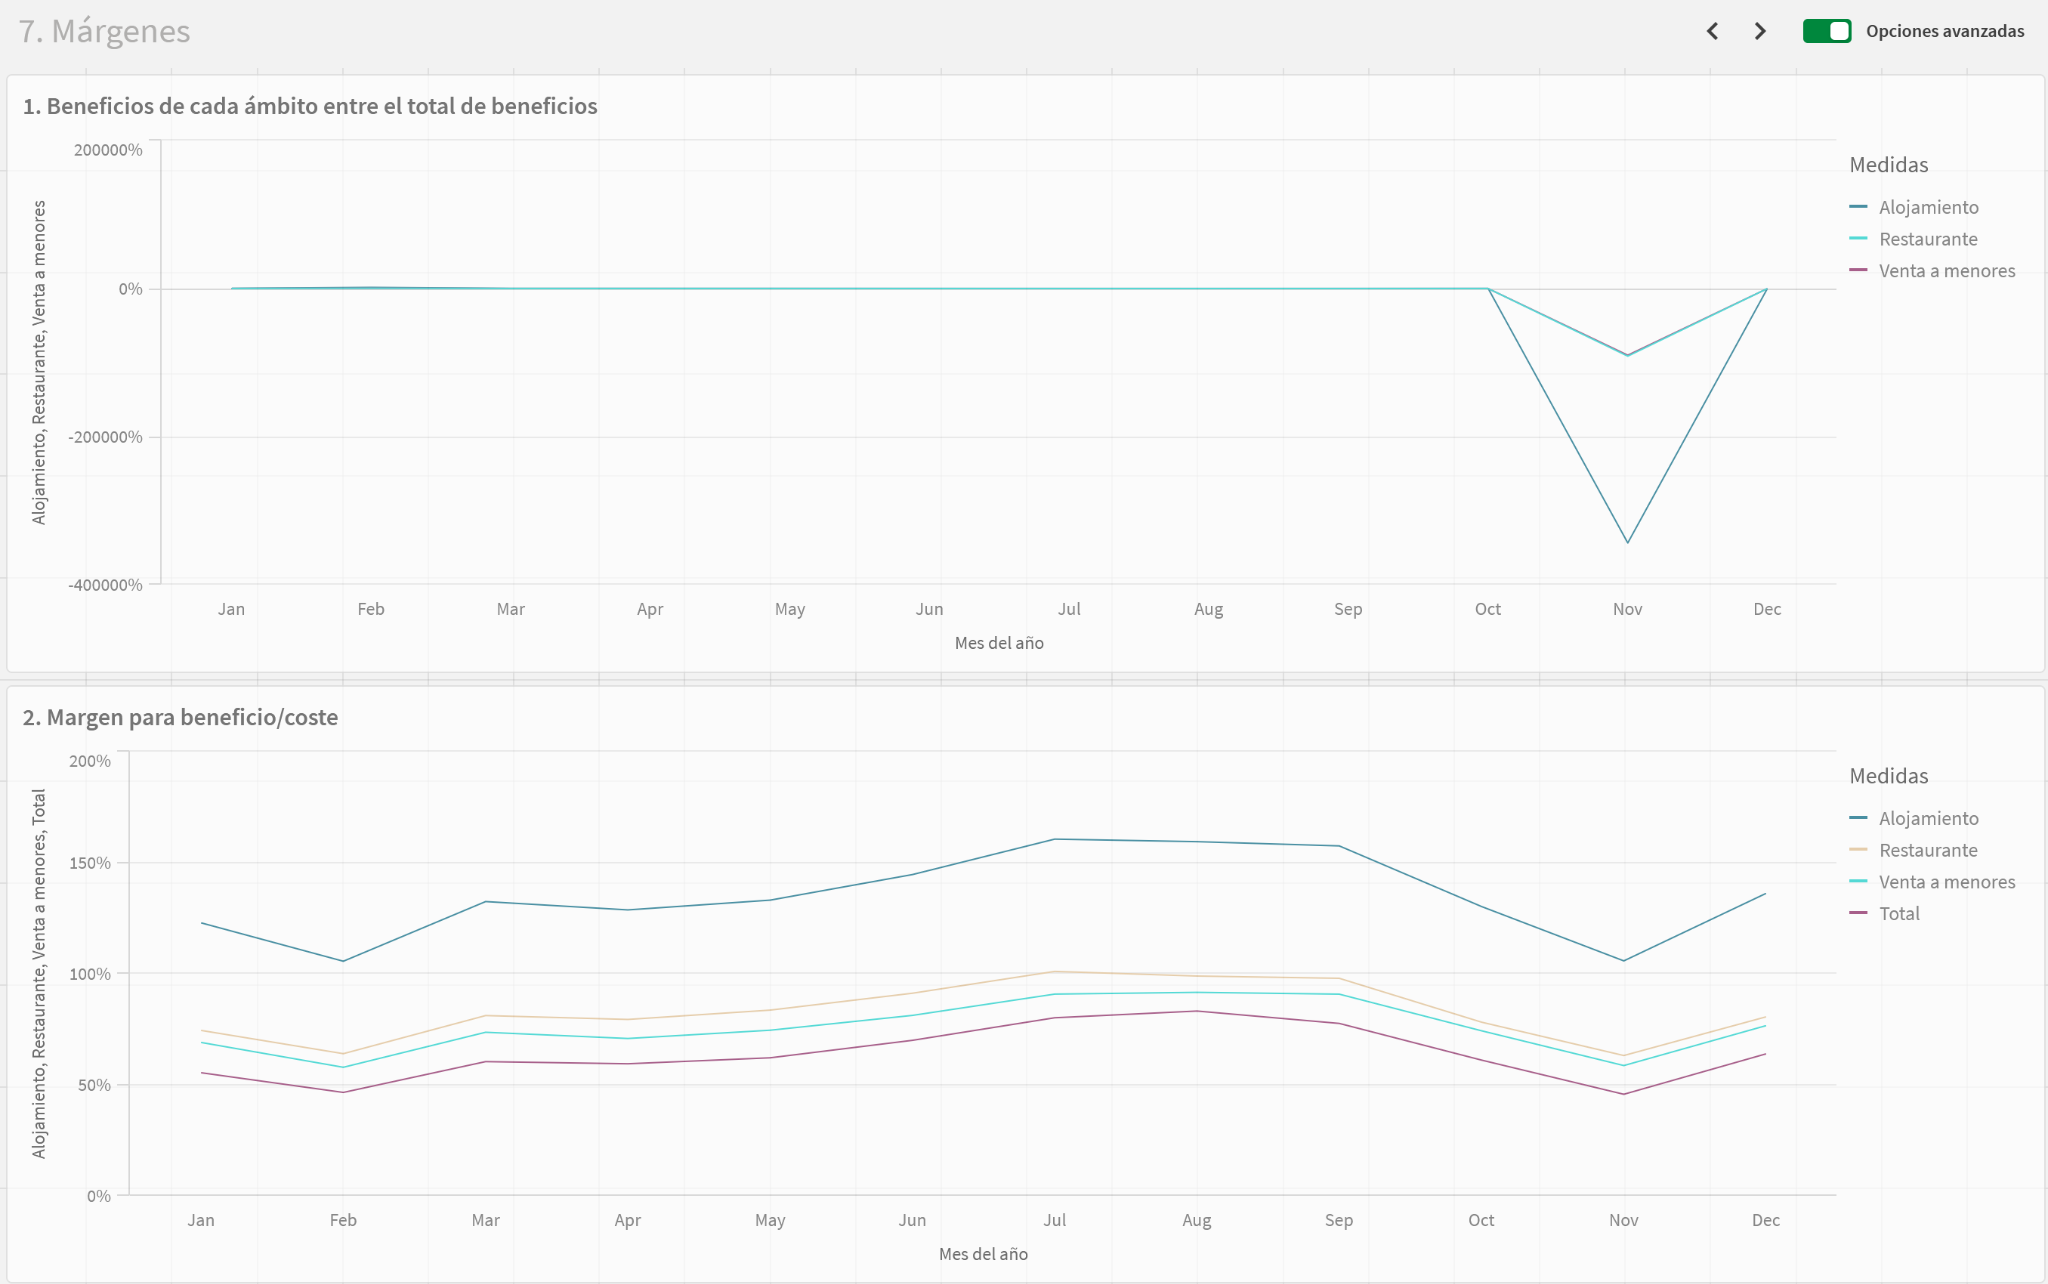 7. Márgenes
Opciones avanzadas
1. Beneficios de cada ámbito entre el total de beneficios
Alojamiento, Restaurante, Venta a menores
200000%
0%
-200000%
-400000%
Jan Feb Mar Apr May Jun Jul Aug Sep Oct Nov Dec
Mes del año
Medidas
Alojamiento
Restaurante
Venta a menores
2. Margen para beneficio/coste
Alojamiento, Restaurante, Venta a menores, Total
200%
150%
100%
50%
0%
Jan Feb Mar Apr May Jun Jul Aug Sep Oct Nov Dec
Mes del año
Medidas
Alojamiento
Restaurante
Venta a menores
Total